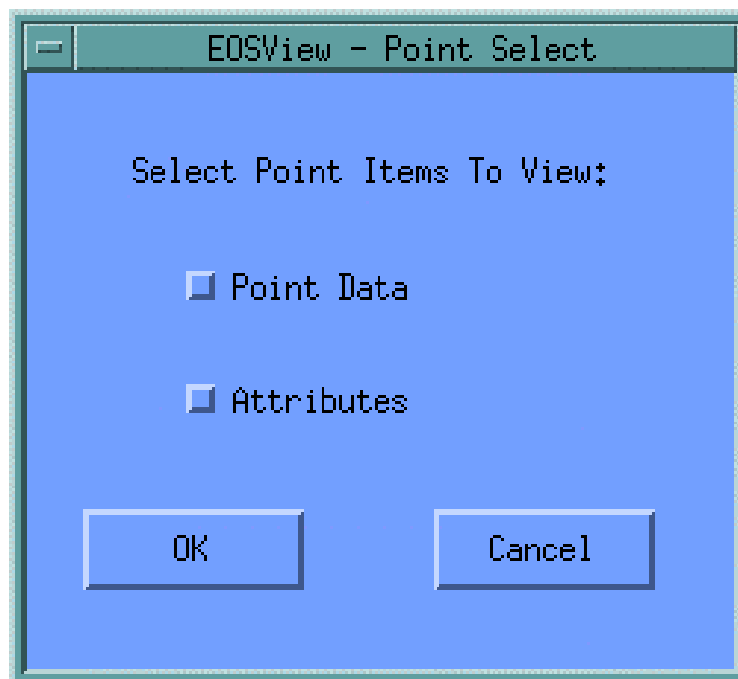 EOSView - Point Select
Select Point Items To View:
Point Data
Attributes
OK
Cancel